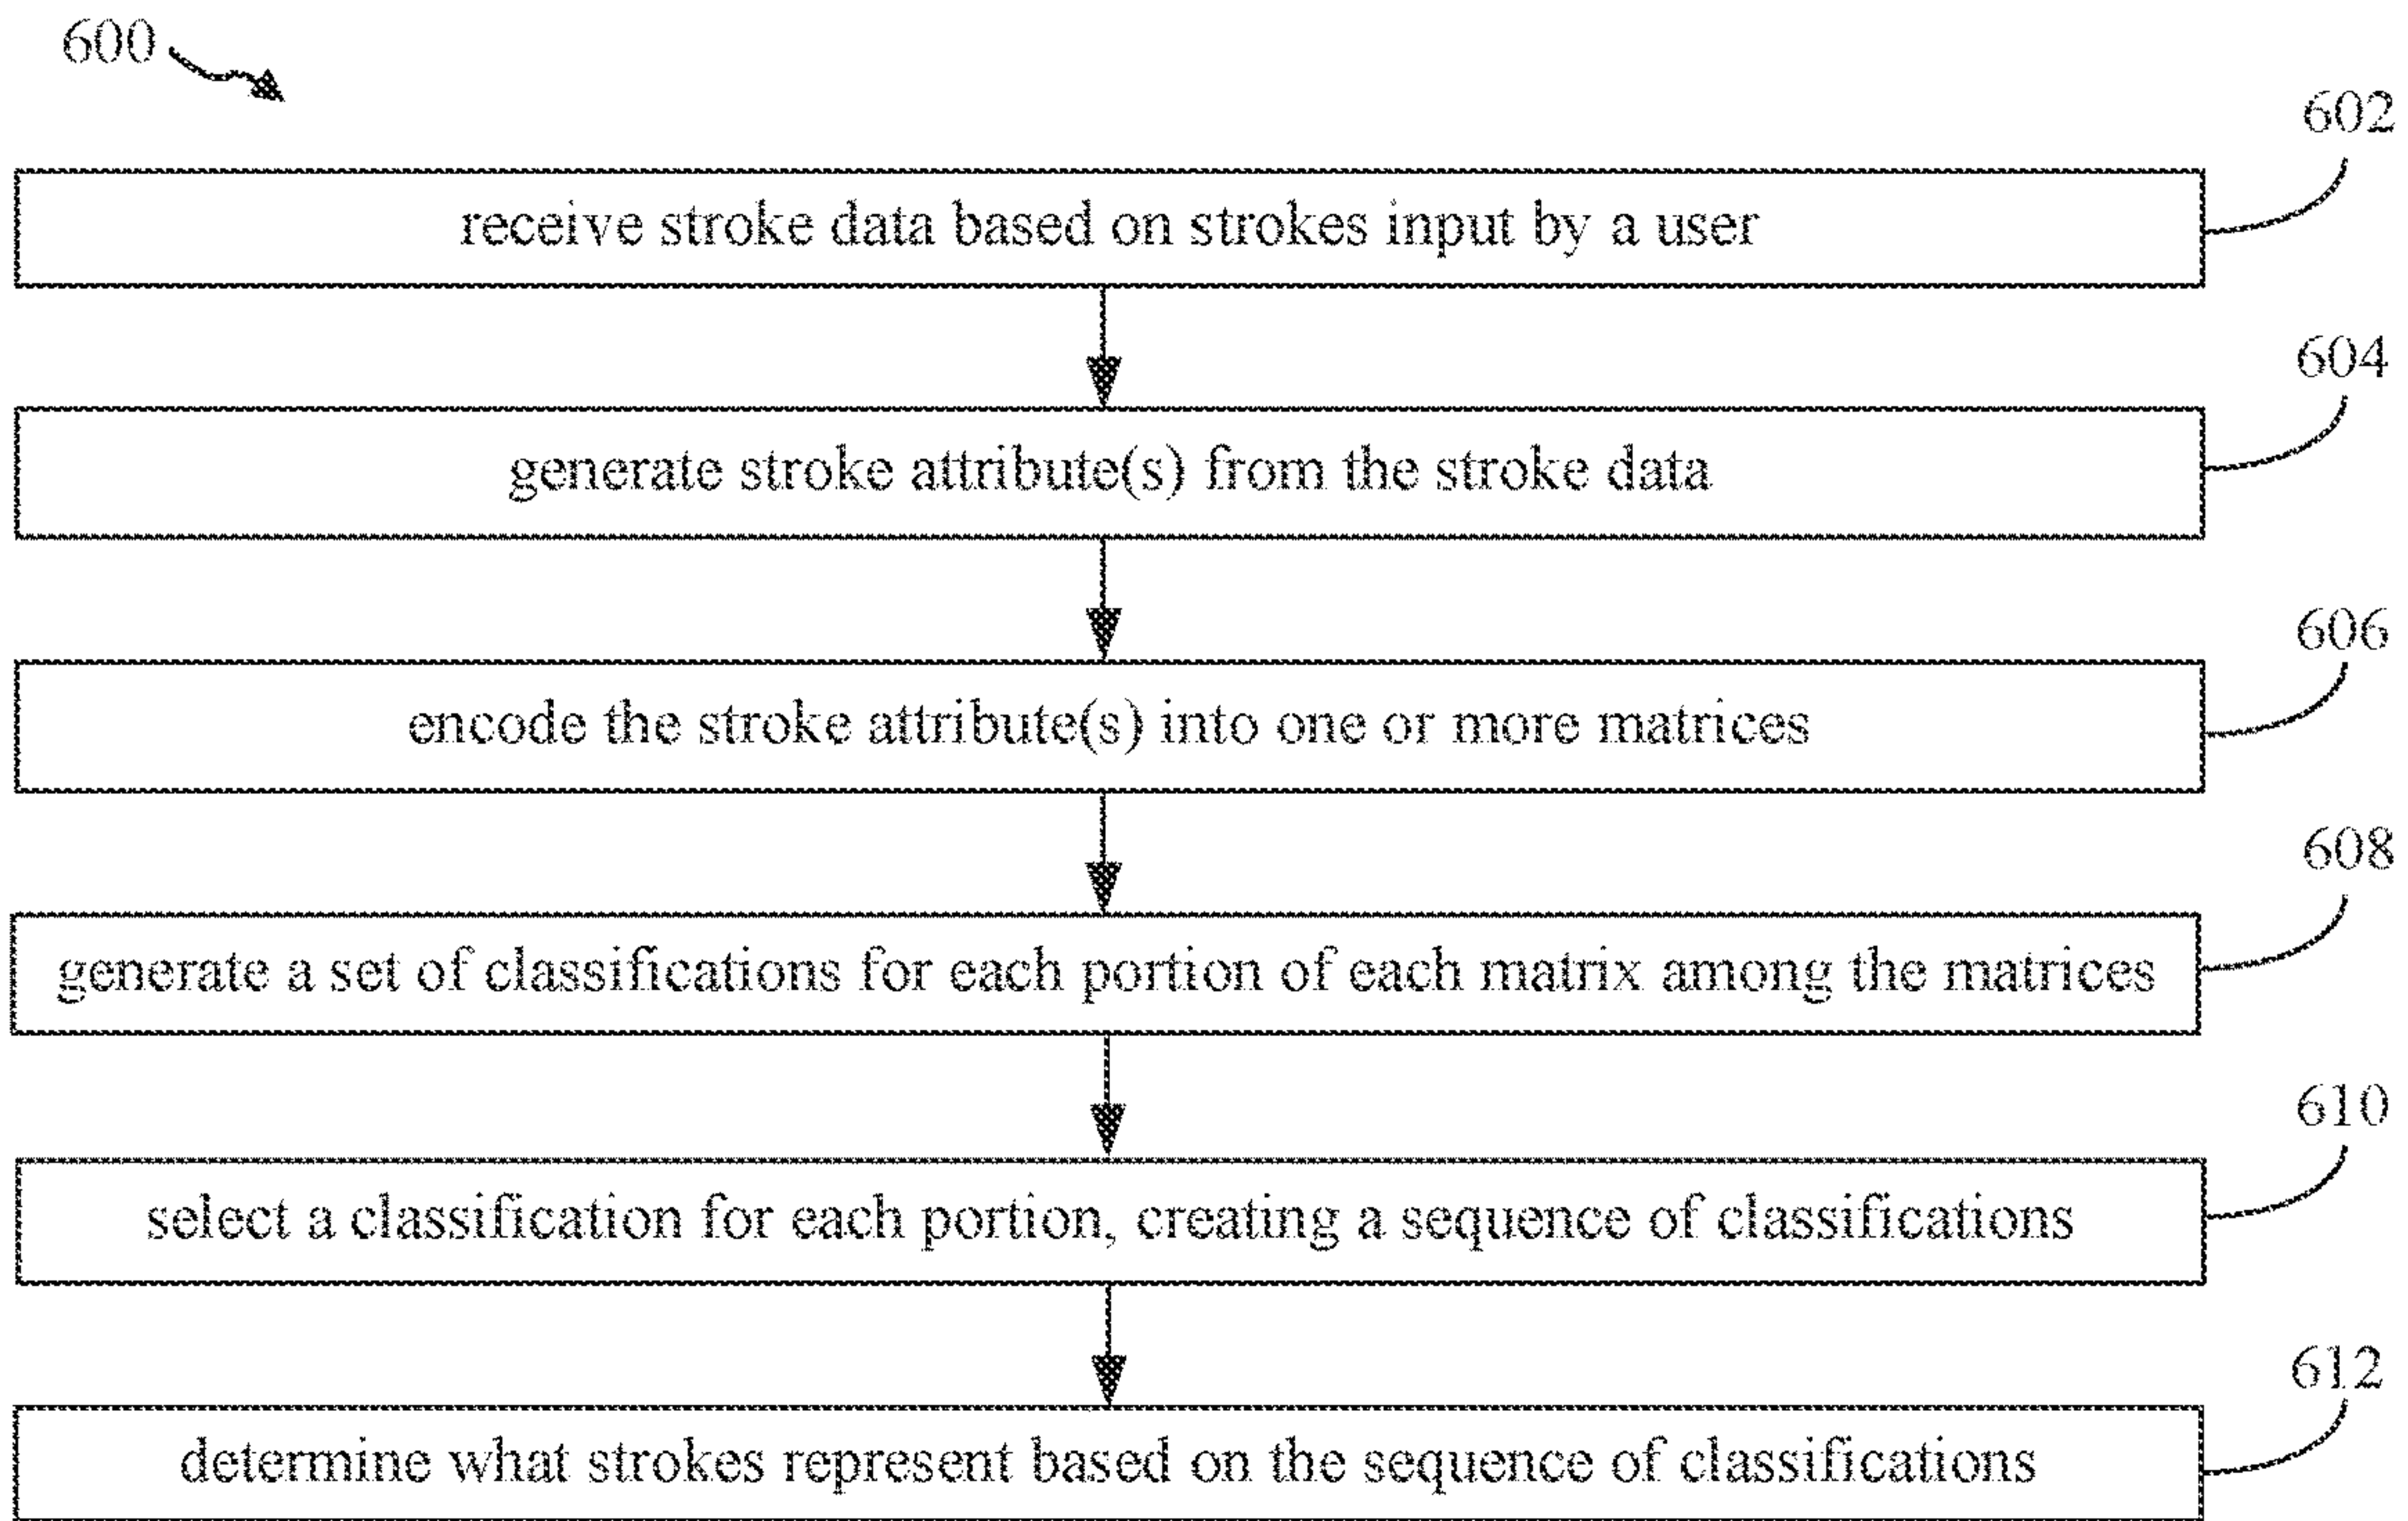 600
602
receive stroke data based on strokes input by a user
604
generate stroke attribute(s) from the stroke data
606
encode the stroke attribute(s) into one or more matrices
608
generate a set of classifications for each portion of each matrix among the matrices
610
select a classification for each portion, creating a sequence of classifications
612
determine what strokes represent based on the sequence of classifications